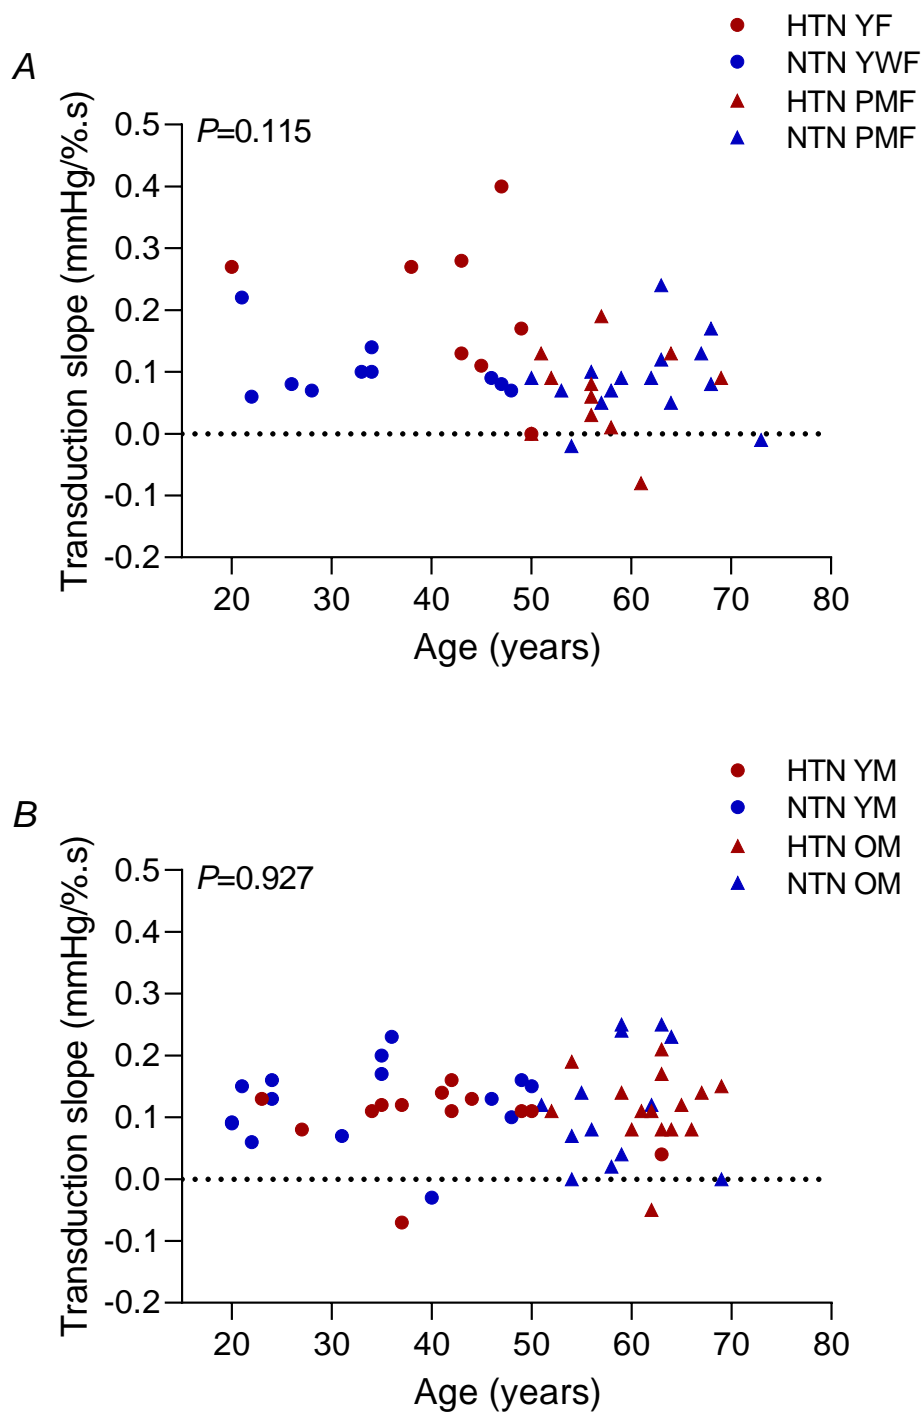 A
HTN YF
NTN YWF
HTN PMF
NTN PMF
P=0.115
Transduction slope (mmHg/%.s)
0.5
0.4
0.3
0.2
0.1
0.0
-0.1
-0.2
20 30 40 50 60 70 80
Age (years)
B
HTN YM
NTN YM
HTN OM
NTN OM
P=0.927
Transduction slope (mmHg/%.s)
0.5
0.4
0.3
0.2
0.1
0.0
-0.1
-0.2
20 30 40 50 60 70 80
Age (years)